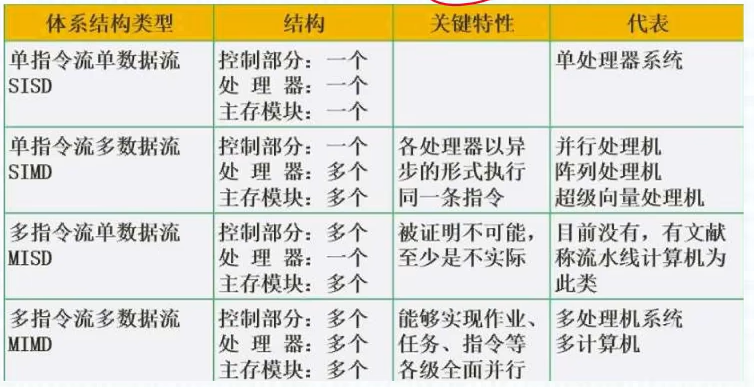 体系结构类型 结构 关键特性 代表
单指令流单数据流 控制部分：一个 单处理器系统
SISD 处 理 器：一个
主存模块：一个
单指令流多数据流 控制部分：一个 各处理器以异 并行处理机
SIMD 处 理 器：多个 步的形式执行 阵列处理机
主存模块：多个 同一条指令 超级向量处理机
多指令流单数据流 控制部分：多个 被证明不可能， 目前没有，有文献
MISD 处 理 器：一个 至少是不实际 称流水线计算机为
主存模块：多个 此类
多指令流多数据流 控制部分：多个 能够实现作业、 多处理机系统
MIMD 处 理 器：多个 任务、指令等 多计算机
主存模块：多个 各级全面并行